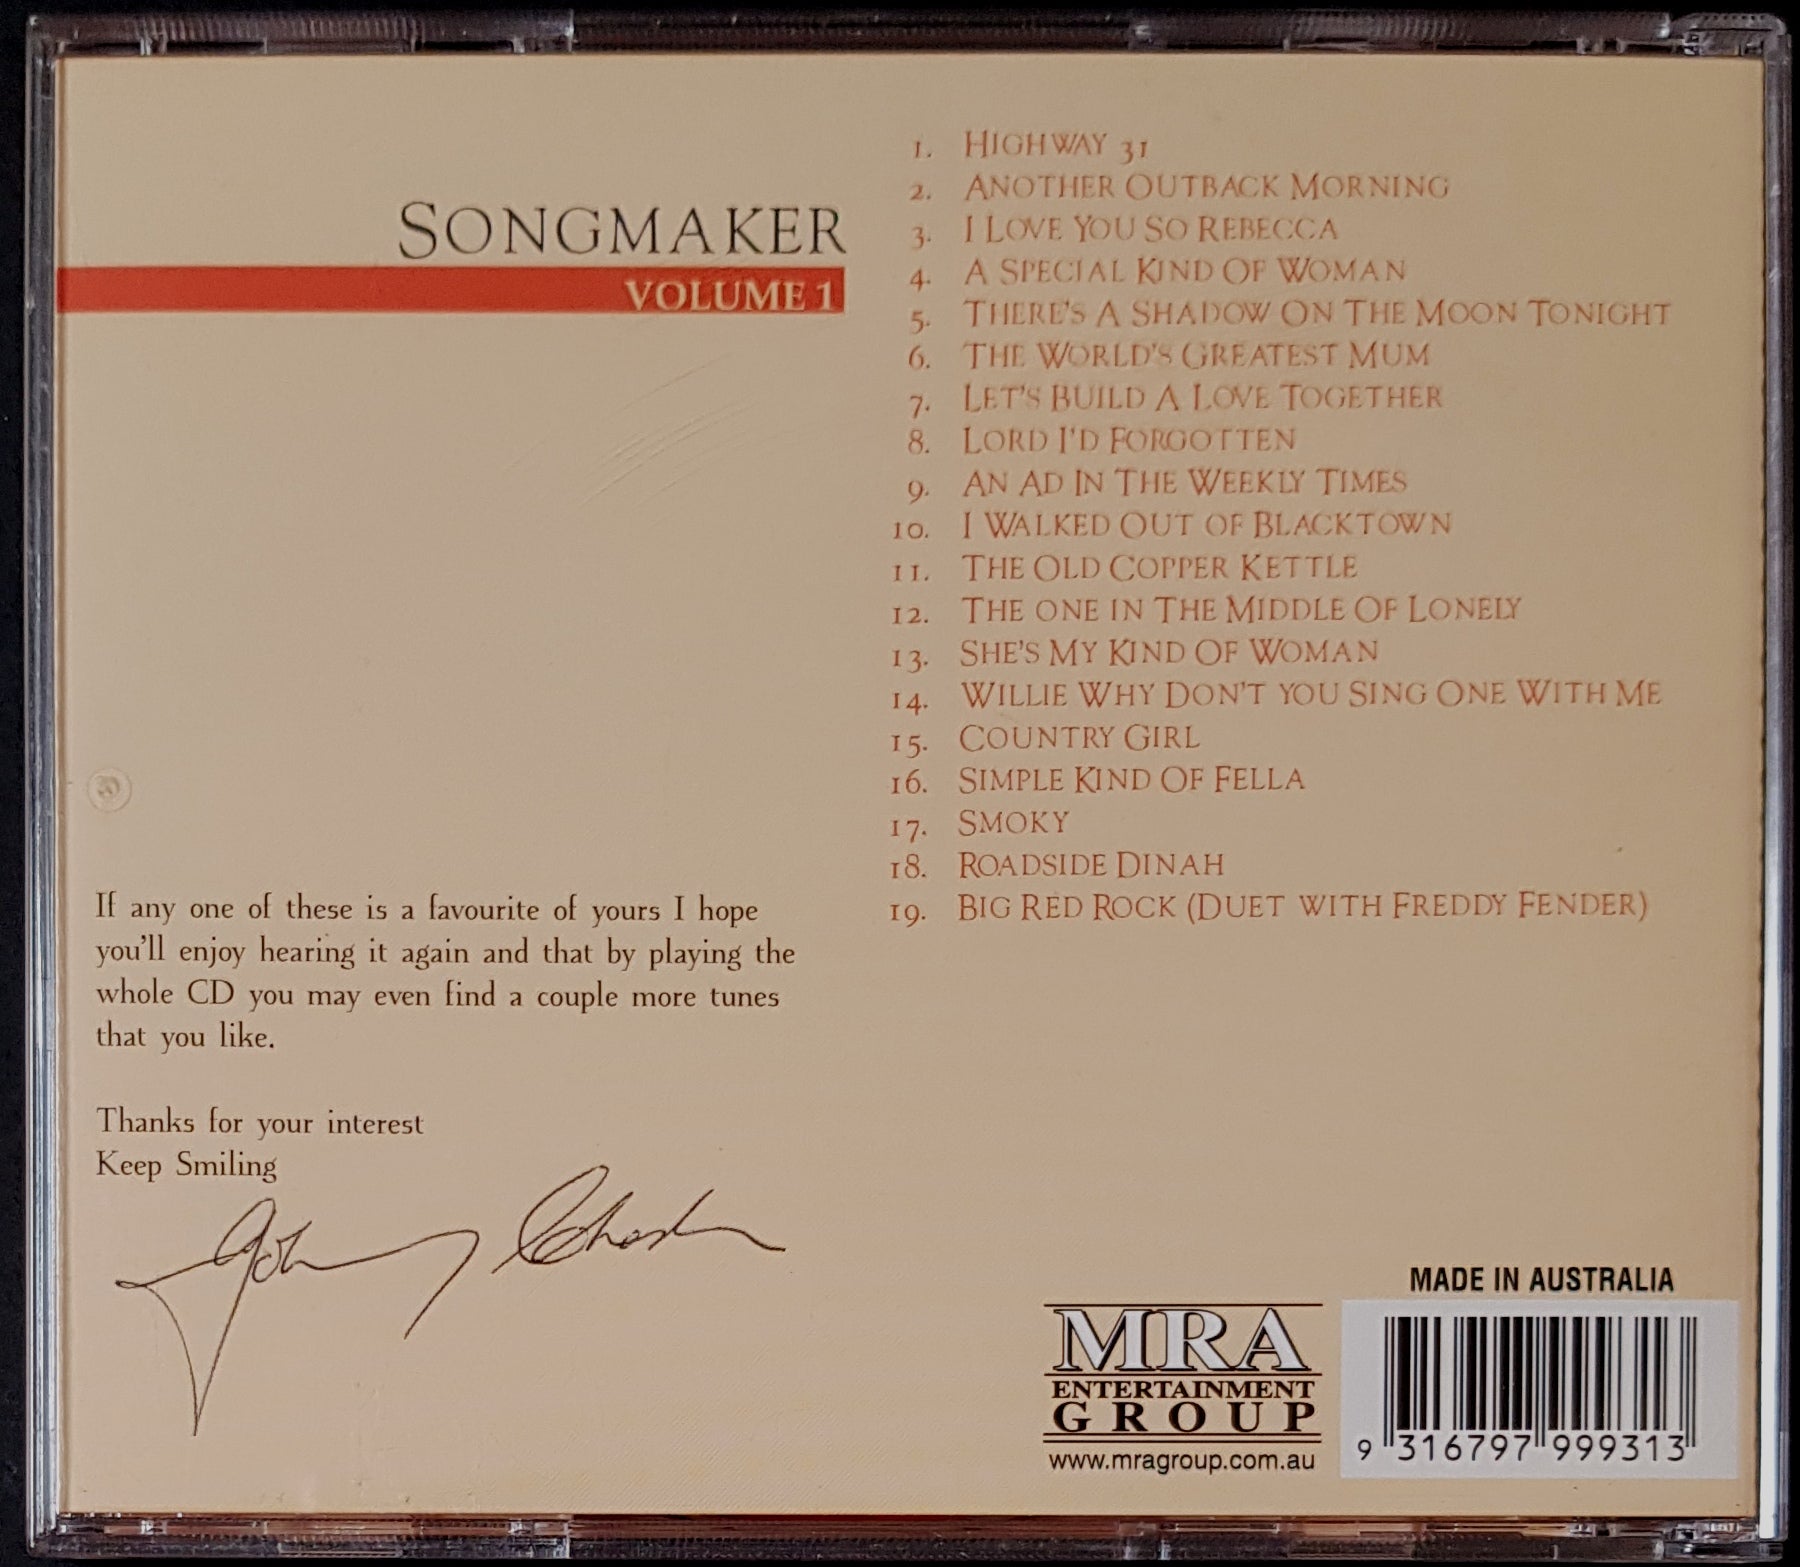 SONGMAKER
VOLUME 1
1. HIGHWAY 31
2. ANOTHER OUTBACK MORNING
3. I LOVE YOU SO REBECCA
4. A SPECIAL KIND OF WOMAN
5. THERE'S A SHADOW ON THE MOON TONIGHT
6. THE WORLD'S GREATEST MUM
7. LET'S BUILD A LOVE TOGETHER
8. LORD I'D FORGOTTEN
9. AN AD IN THE WEEKLY TIMES
10. I WALKED OUT OF BLACKTOWN
11. THE OLD COPPER KETTLE
12. THE ONE IN THE MIDDLE OF LONELY
13. SHE'S MY KIND OF WOMAN
14. WILLIE WHY DON'T YOU SING ONE WITH ME
15. COUNTRY GIRL
16. SIMPLE KIND OF FELLA
17. SMOKY
18. ROADSIDE DINAH
19. BIG RED ROCK (DUET WITH FREDDY FENDER)
If any one of these is a favourite of yours I hope
you'll enjoy hearing it again and that by playing the
whole CD you may even find a couple more tunes
that you like.
Thanks for your interest
Keep Smiling
Johnny Chester
MADE IN AUSTRALIA
MRA
ENTERTAINMENT
GROUP
www.mragroup.com.au
9 316797 999313